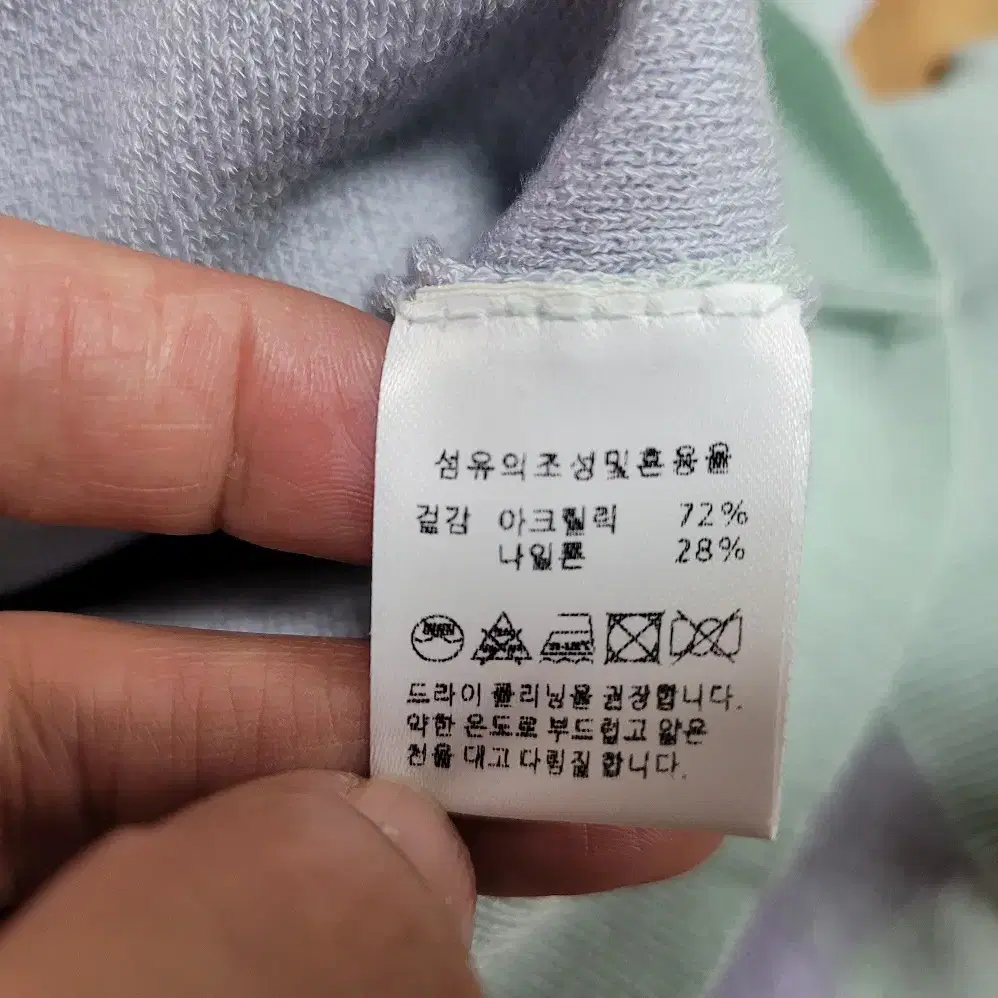 섬유의조성및혼용률
겉감 아크릴릭 72%
나일론 28%
드라이 클리닝을 권장합니다.
약한 온도로 부드럽고 얇은
천을 대고 다림질 합니다.